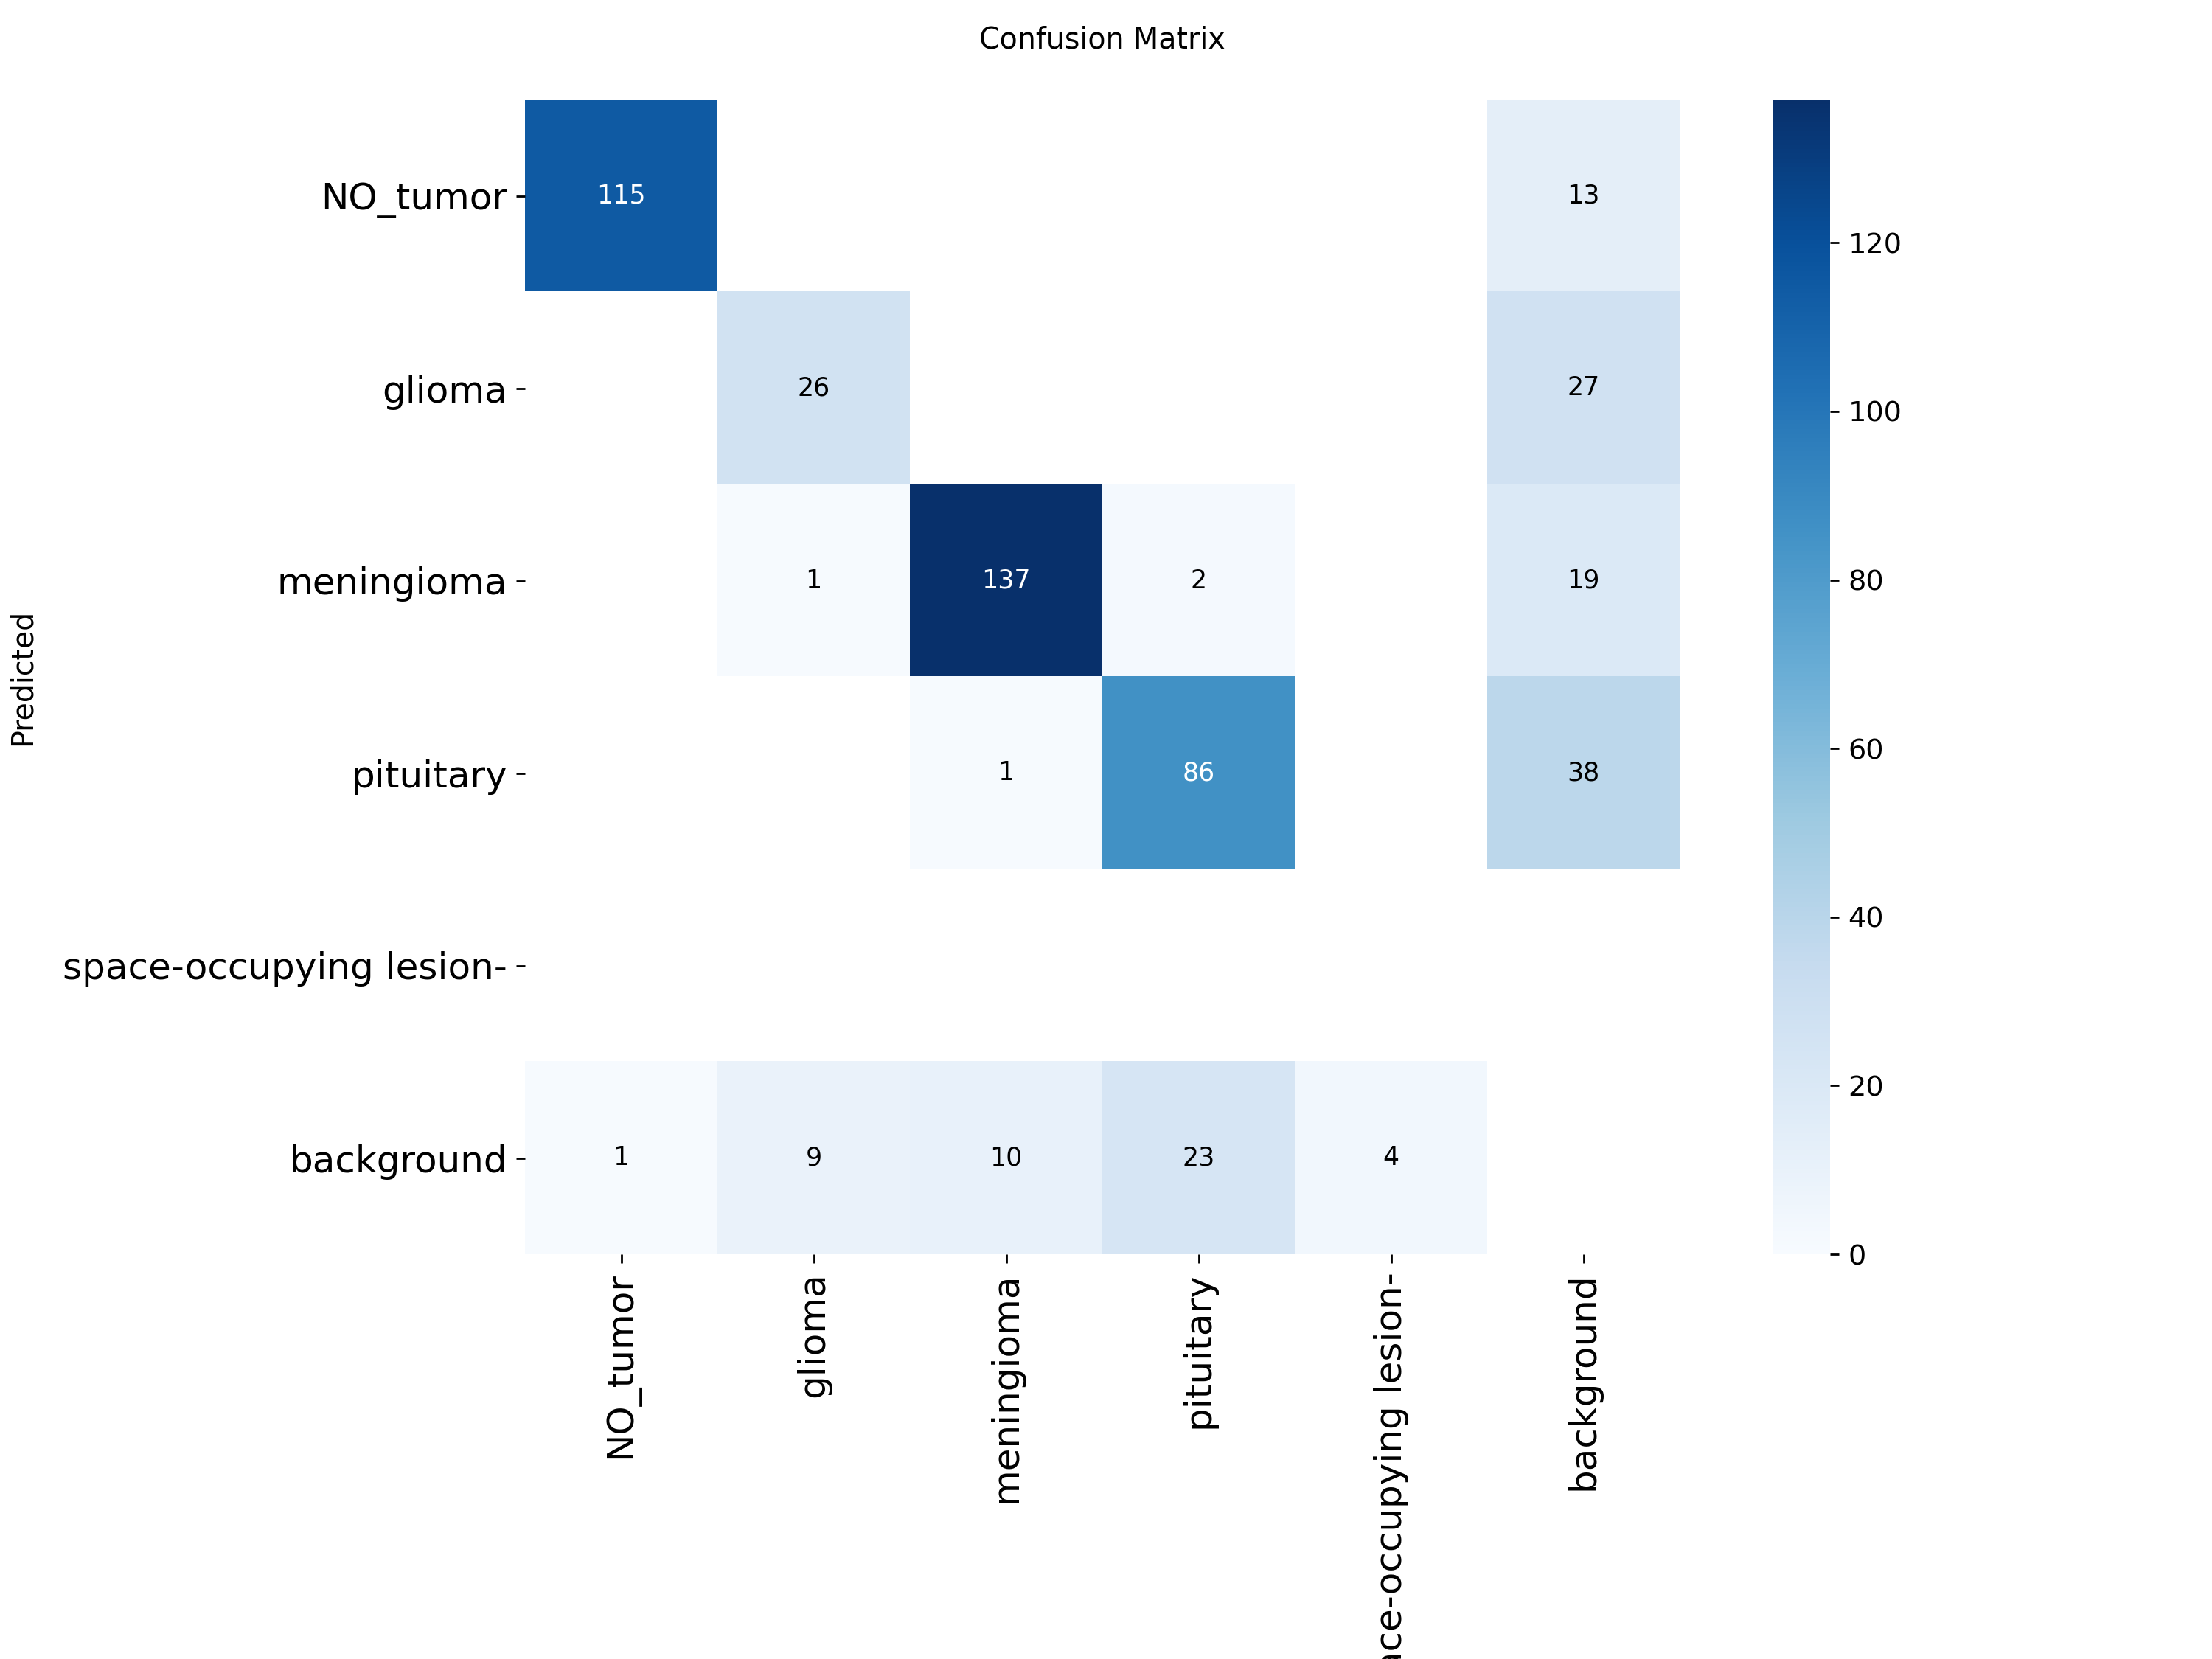 Confusion Matrix
NO_tumor
115
13
120
glioma
26
27
100
meningioma
1
137
2
19
80
Predicted
pituitary
1
86
38
60
40
space-occupying lesion-
20
background
1
9
10
23
4
0
NO_tumor
glioma
meningioma
pituitary
ace-occupying lesion-
background